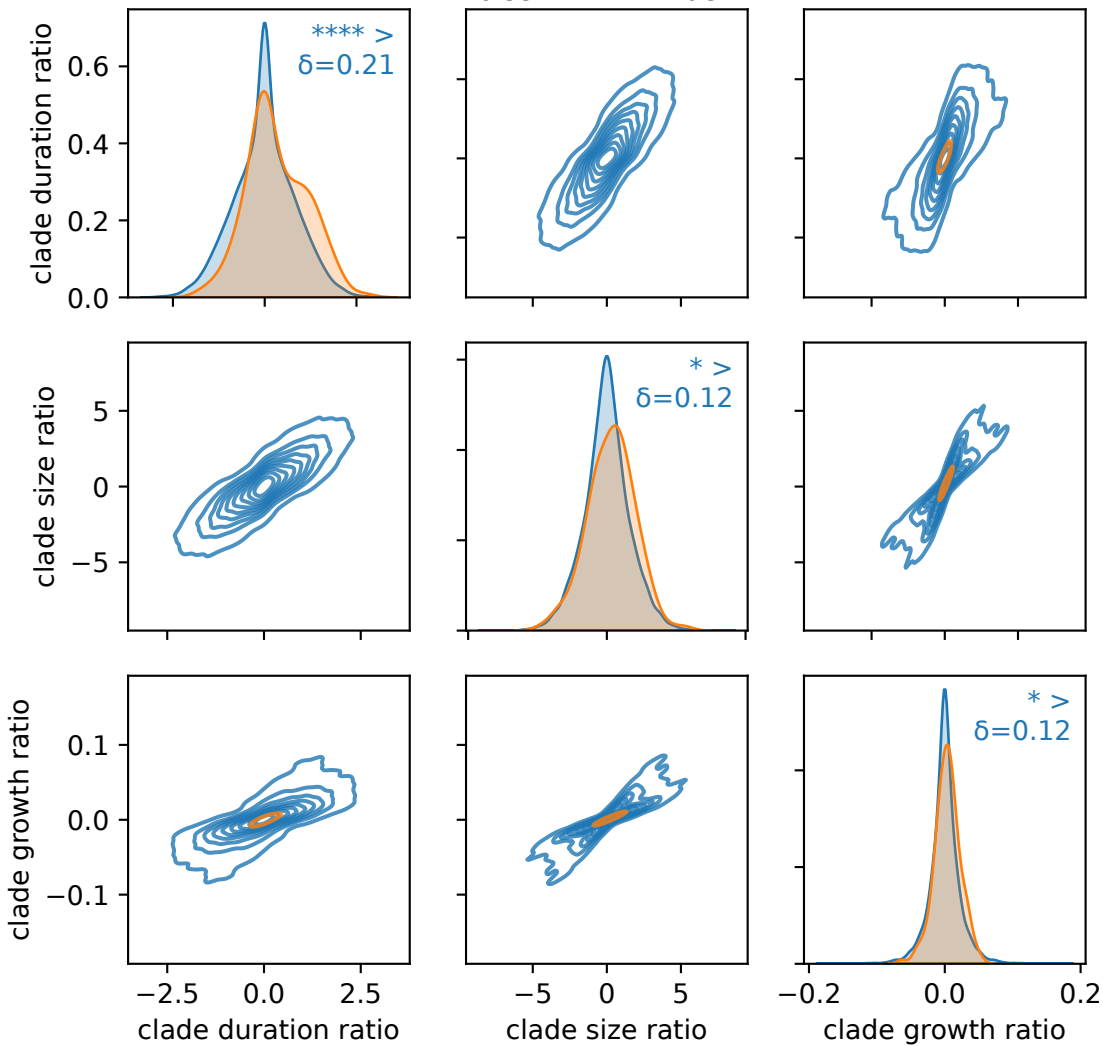 clade duration ratio
0.6
0.4
0.2
0.0
**** >
δ=0.21
clade size ratio
5
0
−5
* >
δ=0.12
clade growth ratio
0.1
0.0
−0.1
* >
δ=0.12
−2.5 0.0 2.5
clade duration ratio
−5 0 5
clade size ratio
−0.2 0.0 0.2
clade growth ratio